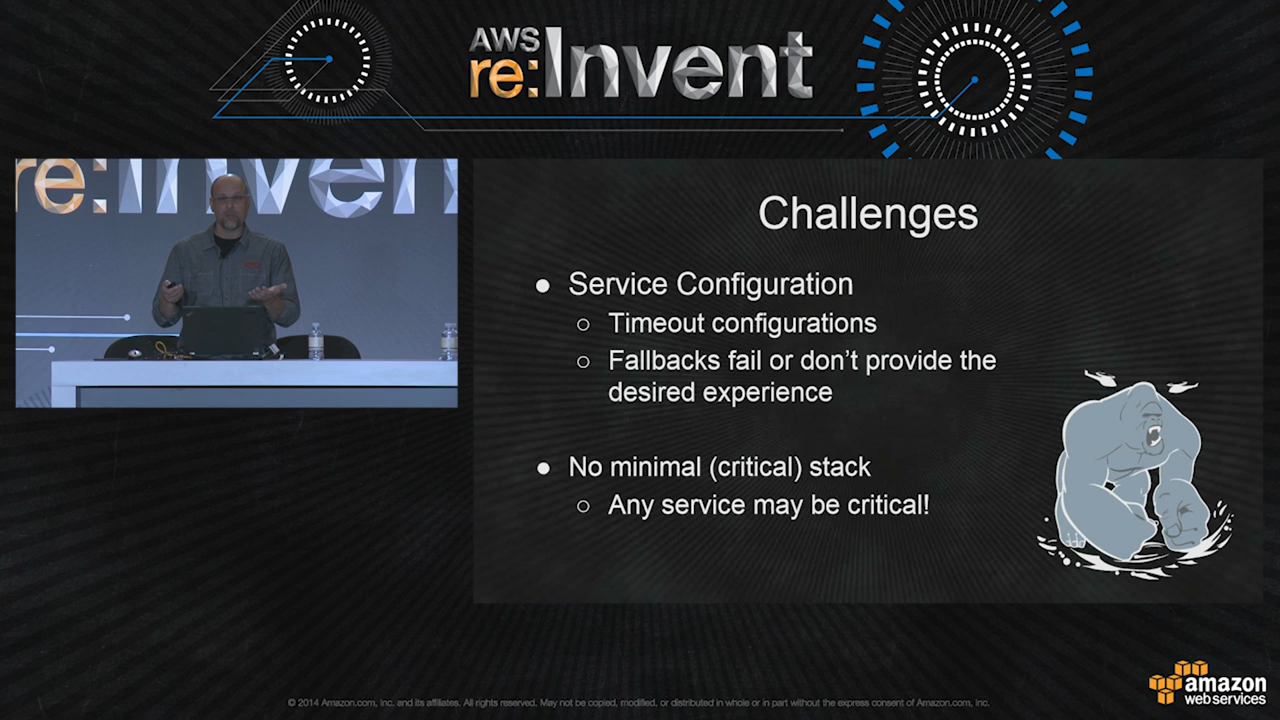 AWS
re:Invent
re:Inven
Challenges
● Service Configuration
○ Timeout configurations
○ Fallbacks fail or don’t provide the
desired experience
● No minimal (critical) stack
○ Any service may be critical!
amazon
web services
© 2014 Amazon.com, Inc. and its affiliates. All rights reserved. May not be copied, modified, or distributed in whole or in part without the express consent of Amazon.com, Inc.